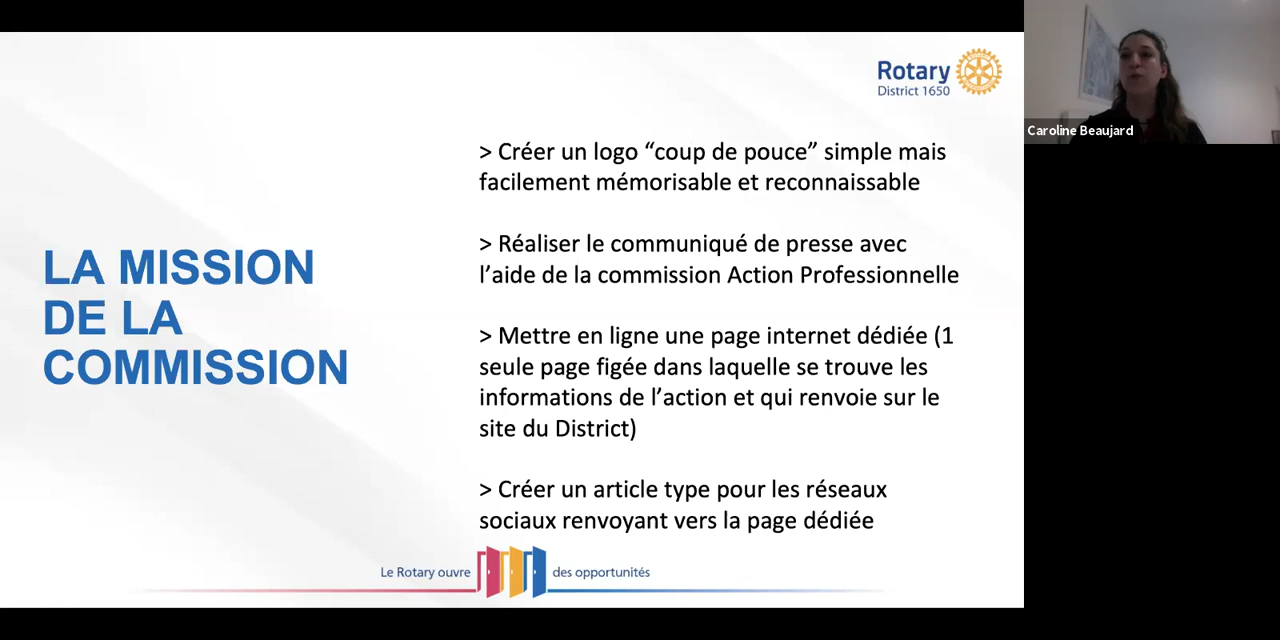 Rotary
District 1650
Caroline Beaujard
LA MISSION
DE LA
COMMISSION
> Créer un logo “coup de pouce” simple mais
facilement mémorisable et reconnaissable
> Réaliser le communiqué de presse avec
l’aide de la commission Action Professionnelle
> Mettre en ligne une page internet dédiée (1
seule page figée dans laquelle se trouve les
informations de l’action et qui renvoie sur le
site du District)
> Créer un article type pour les réseaux
sociaux renvoyant vers la page dédiée
Le Rotary ouvre des opportunités